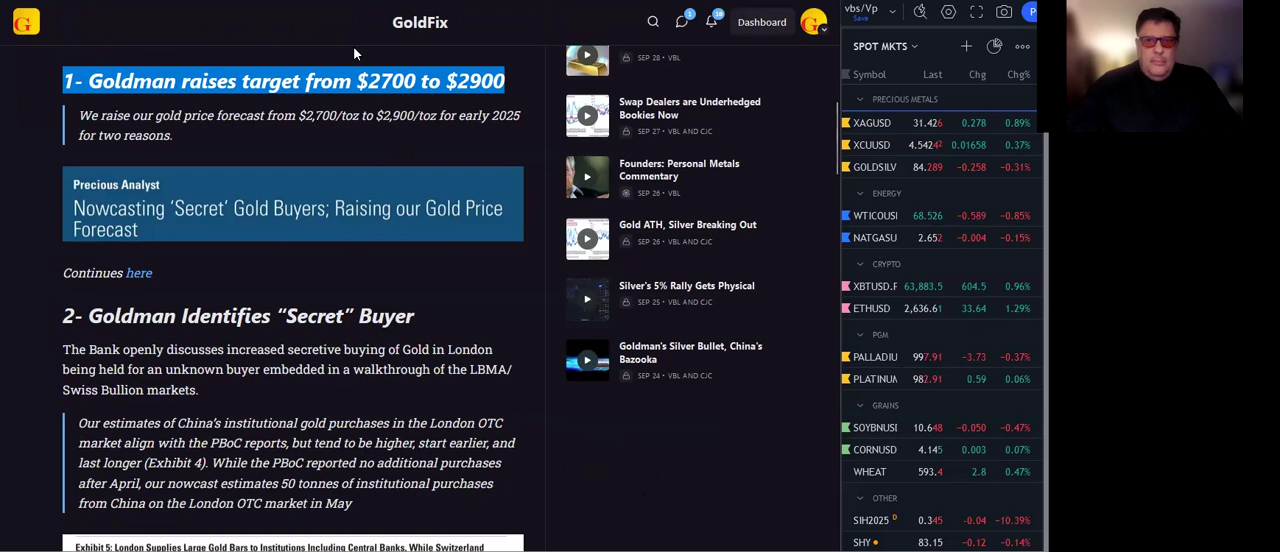 G
GoldFix
1
18
Dashboard
1- Goldman raises target from $2700 to $2900
We raise our gold price forecast from $2,700/toz to $2,900/toz for early 2025
for two reasons.
Precious Analyst
Nowcasting ‘Secret’ Gold Buyers; Raising our Gold Price
Forecast
Continues here
2- Goldman Identifies “Secret” Buyer
The Bank openly discusses increased secretive buying of Gold in London
being held for an unknown buyer embedded in a walkthrough of the LBMA/
Swiss Bullion markets.
Our estimates of China’s institutional gold purchases in the London OTC
market align with the PBoC reports, but tend to be higher, start earlier, and
last longer (Exhibit 4). While the PBoC reported no additional purchases
after April, our nowcast estimates 50 tonnes of institutional purchases
from China on the London OTC market in May
Exhibit 5: London Supplies Large Gold Bars to Institutions Including Central Banks, While Switzerland
SEP 28 • VBL
Swap Dealers are Underhedged
Bookies Now
SEP 27 • VBL AND CJC
Founders: Personal Metals
Commentary
SEP 26 • VBL
Gold ATH, Silver Breaking Out
SEP 26 • VBL AND CJC
Silver's 5% Rally Gets Physical
SEP 25 • VBL AND CJC
Goldman's Silver Bullet, China's
Bazooka
SEP 24 • VBL AND CJC
vbs/Vp
Save
P
SPOT MKTS
Symbol Last Chg Chg%
PRECIOUS METALS
XAGUSD 31.426 0.278 0.89%
XCUUSD 4.54242 0.01658 0.37%
GOLDSILV 84.289 −0.258 −0.31%
ENERGY
WTICOUSI 68.526 −0.589 −0.85%
NATGASU 2.652 −0.004 −0.15%
CRYPTO
XBTUSD.F 63,883.5 604.5 0.96%
ETHUSD 2,636.61 33.64 1.29%
PGM
PALLADIU 997.91 −3.73 −0.37%
PLATINUM 982.91 0.59 0.06%
GRAINS
SOYBNUSI 10.648 −0.050 −0.47%
CORNUSD 4.145 0.003 0.07%
WHEAT 593.4 2.8 0.47%
OTHER
SIH2025 D 0.345 −0.04 −10.39%
SHY 83.15 −0.12 −0.14%